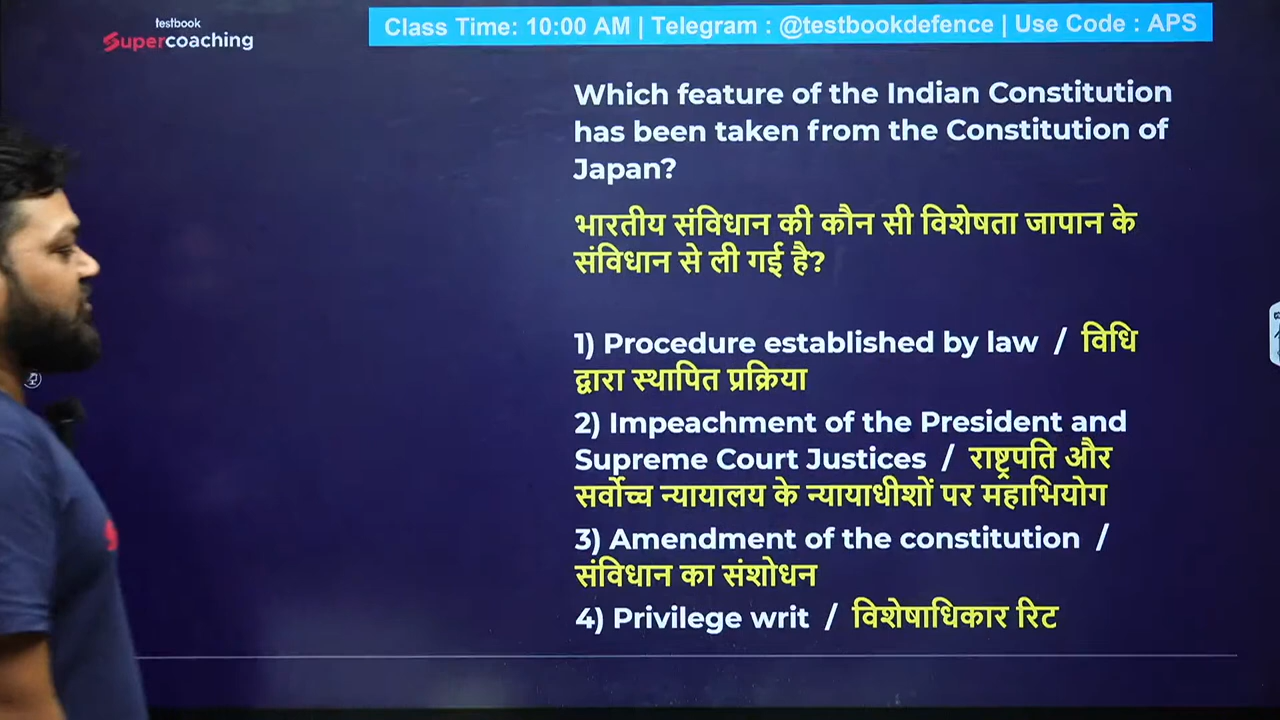 testbook
Supercoaching
Class Time: 10:00 AM | Telegram : @testbookdefence | Use Code : APS
Which feature of the Indian Constitution
has been taken from the Constitution of
Japan?
भारतीय संविधान की कौन सी विशेषता जापान के
संविधान से ली गई है?
1) Procedure established by law / विधि
द्वारा स्थापित प्रक्रिया
2) Impeachment of the President and
Supreme Court Justices / राष्ट्रपति और
सर्वोच्च न्यायालय के न्यायाधीशों पर महाभियोग
3) Amendment of the constitution /
संविधान का संशोधन
4) Privilege writ / विशेषाधिकार रिट